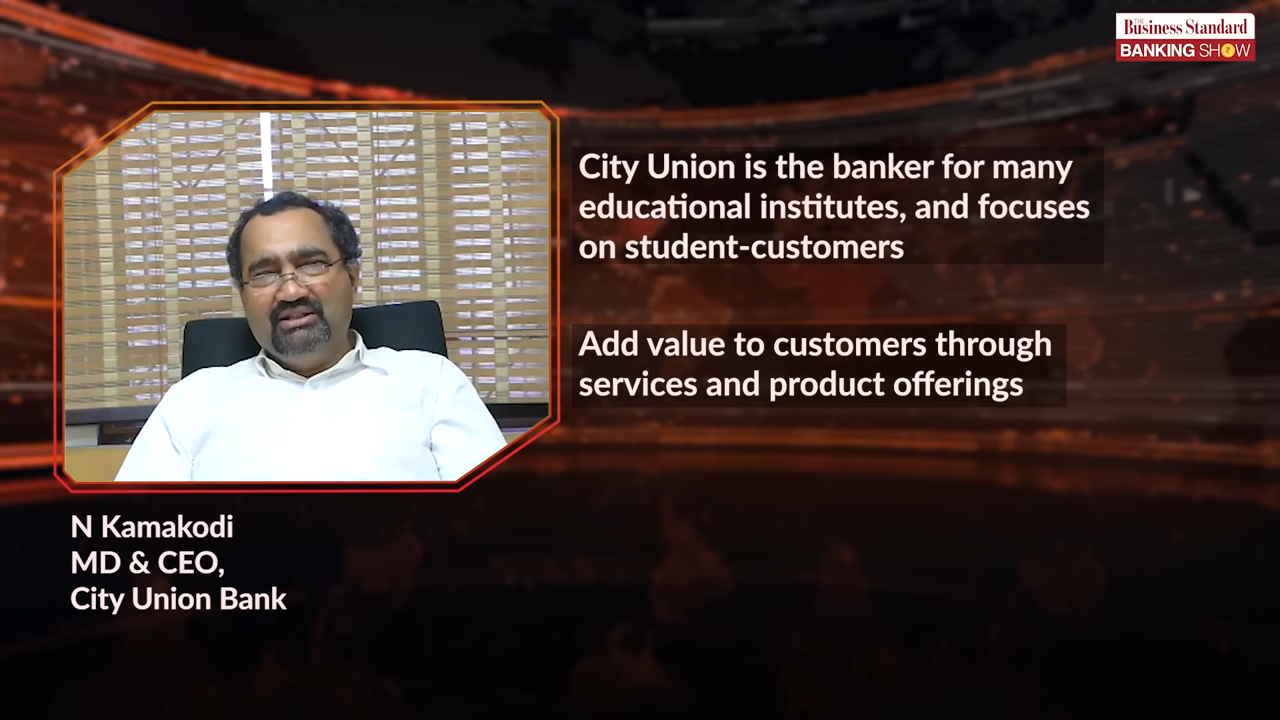 THE
Business Standard
BANKING SHOW
City Union is the banker for many
educational institutes, and focuses
on student-customers
Add value to customers through
services and product offerings
N Kamakodi
MD & CEO,
City Union Bank